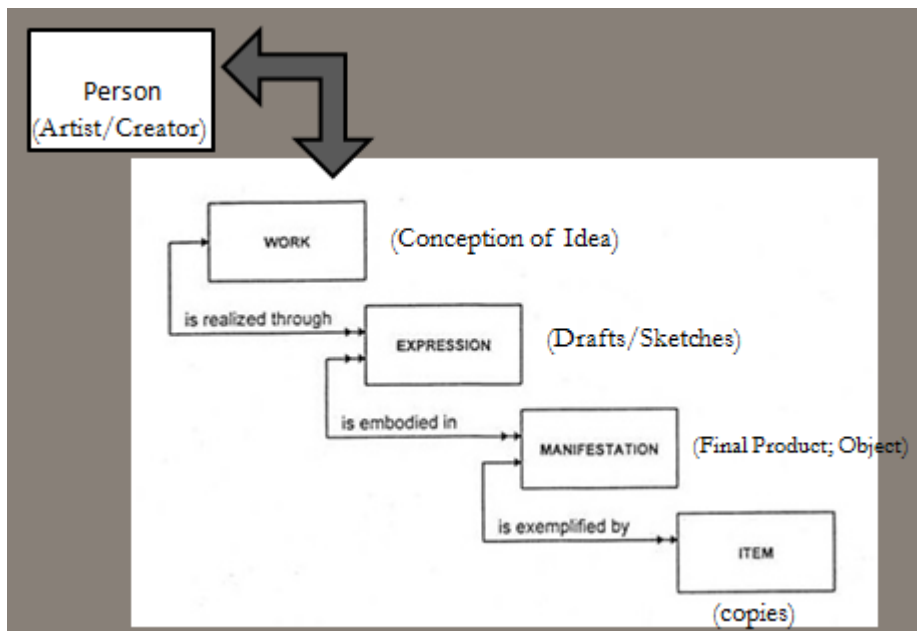 Person
(Artist/Creator)
WORK
(Conception of Idea)
is realized through
EXPRESSION
(Drafts/Sketches)
is embodied in
MANIFESTATION
(Final Product; Object)
is exemplified by
ITEM
(copies)